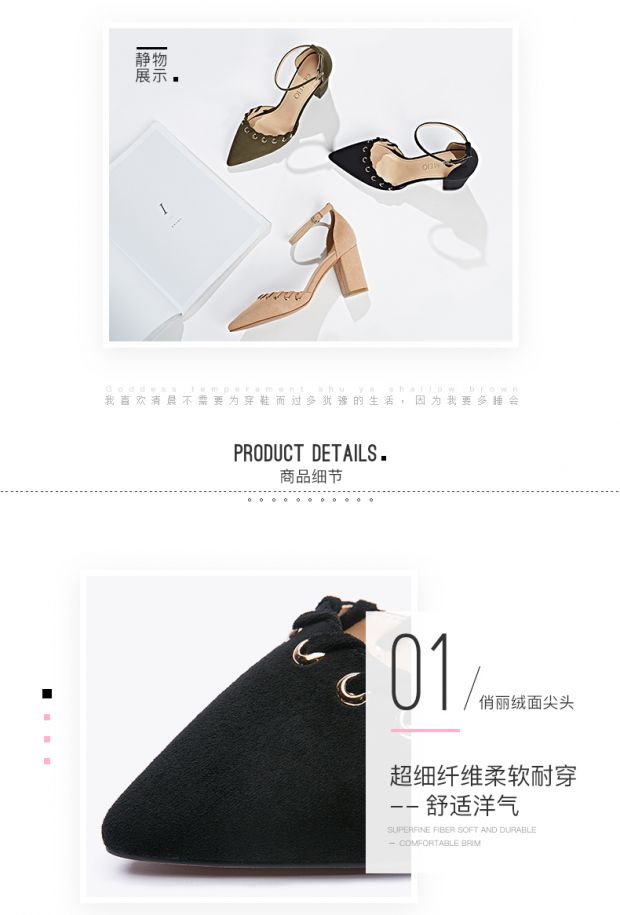 静物
展示
MEIO
I
Goddess temperament shu ya shallow brown
我喜欢清晨不需要为穿鞋而过多犹豫的生活，因为我要多睡会
PRODUCT DETAILS.
商品细节
01/俏丽绒面尖头
超细纤维柔软耐穿
-- 舒适洋气
SUPERFINE FIBER SOFT AND DURABLE
— COMFORTABLE BRIM